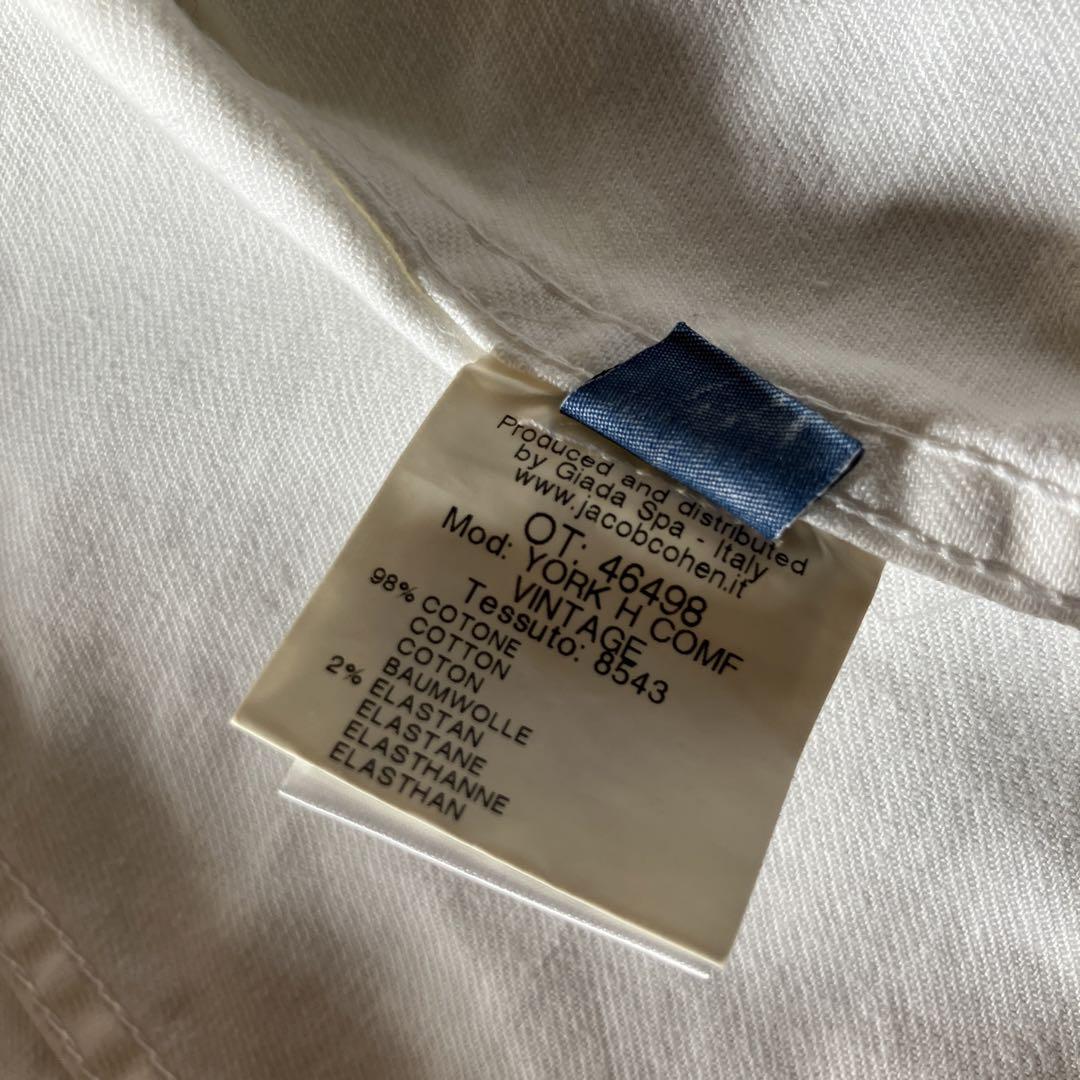 Produced and distributed
by Giada Spa - Italy
www.jacobcohen.it
OT: 46498
Mod: YORK H COMF
VINTAGE
Tessuto: 8543
98% COTONE
COTTON
COTON
BAUMWOLLE
2% ELASTAN
ELASTANE
ELASTHANNE
ELASTHAN